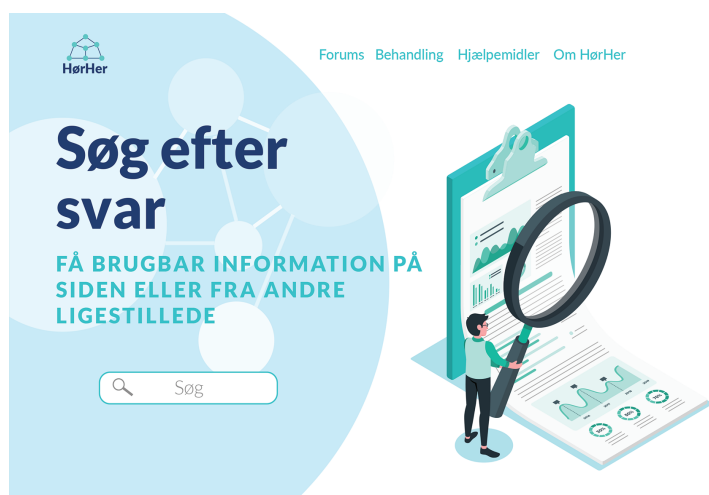 HørHer
Forums Behandling Hjælpemidler Om HørHer
Søg efter
svar
FÅ BRUGBAR INFORMATION PÅ
SIDEN ELLER FRA ANDRE
LIGESTILLEDE
Søg